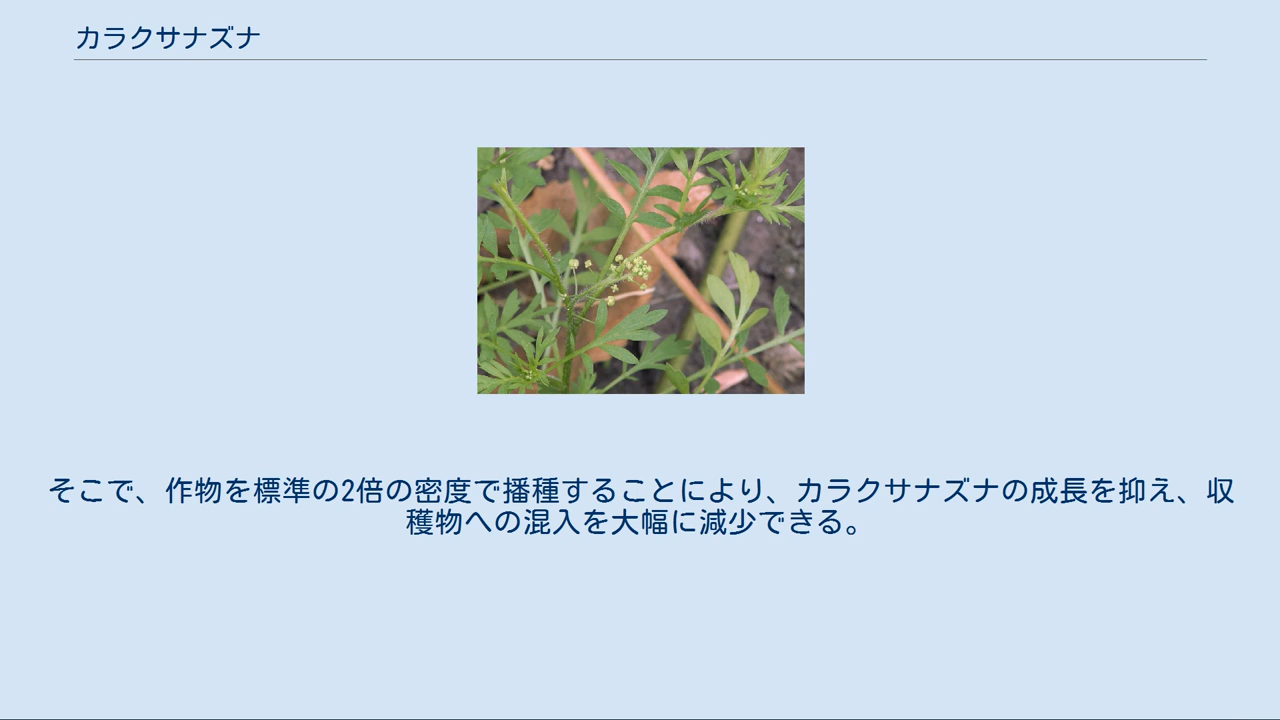 カラクサナズナ
そこで、作物を標準の2倍の密度で播種することにより、カラクサナズナの成長を抑え、収
穫物への混入を大幅に減少できる。